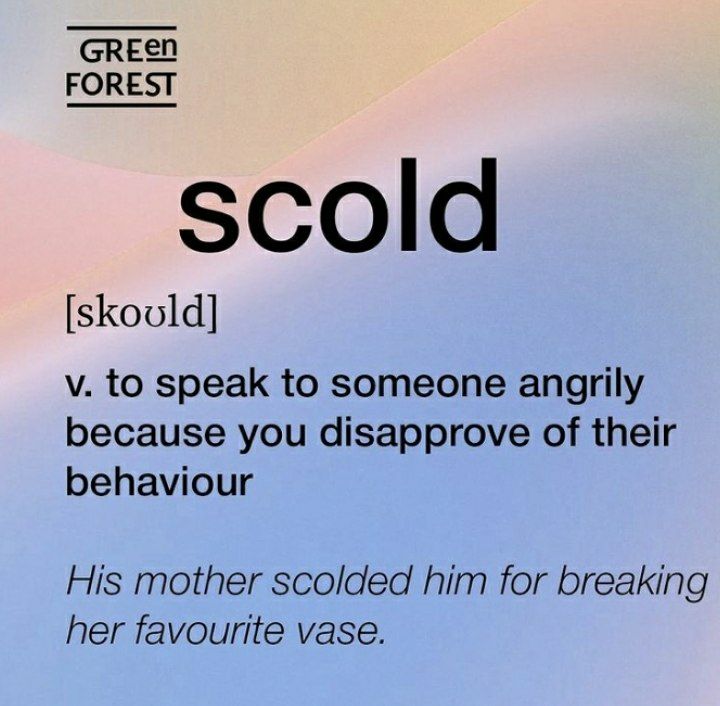 GREen
FOREST
scold
[skoʊld]
v. to speak to someone angrily
because you disapprove of their
behaviour
His mother scolded him for breaking
her favourite vase.